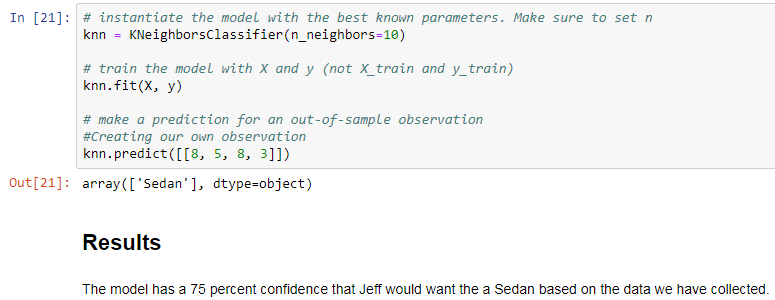 In [21]: # instantiate the model with the best known parameters. Make sure to set n
knn = KNeighborsClassifier(n_neighbors=10)
# train the model with X and y (not X_train and y_train)
knn.fit(X, y)
# make a prediction for an out-of-sample observation
#Creating our own observation
knn.predict([[8, 5, 8, 3]])
Out[21]: array(['Sedan'], dtype=object)
Results
The model has a 75 percent confidence that Jeff would want the a Sedan based on the data we have collected.